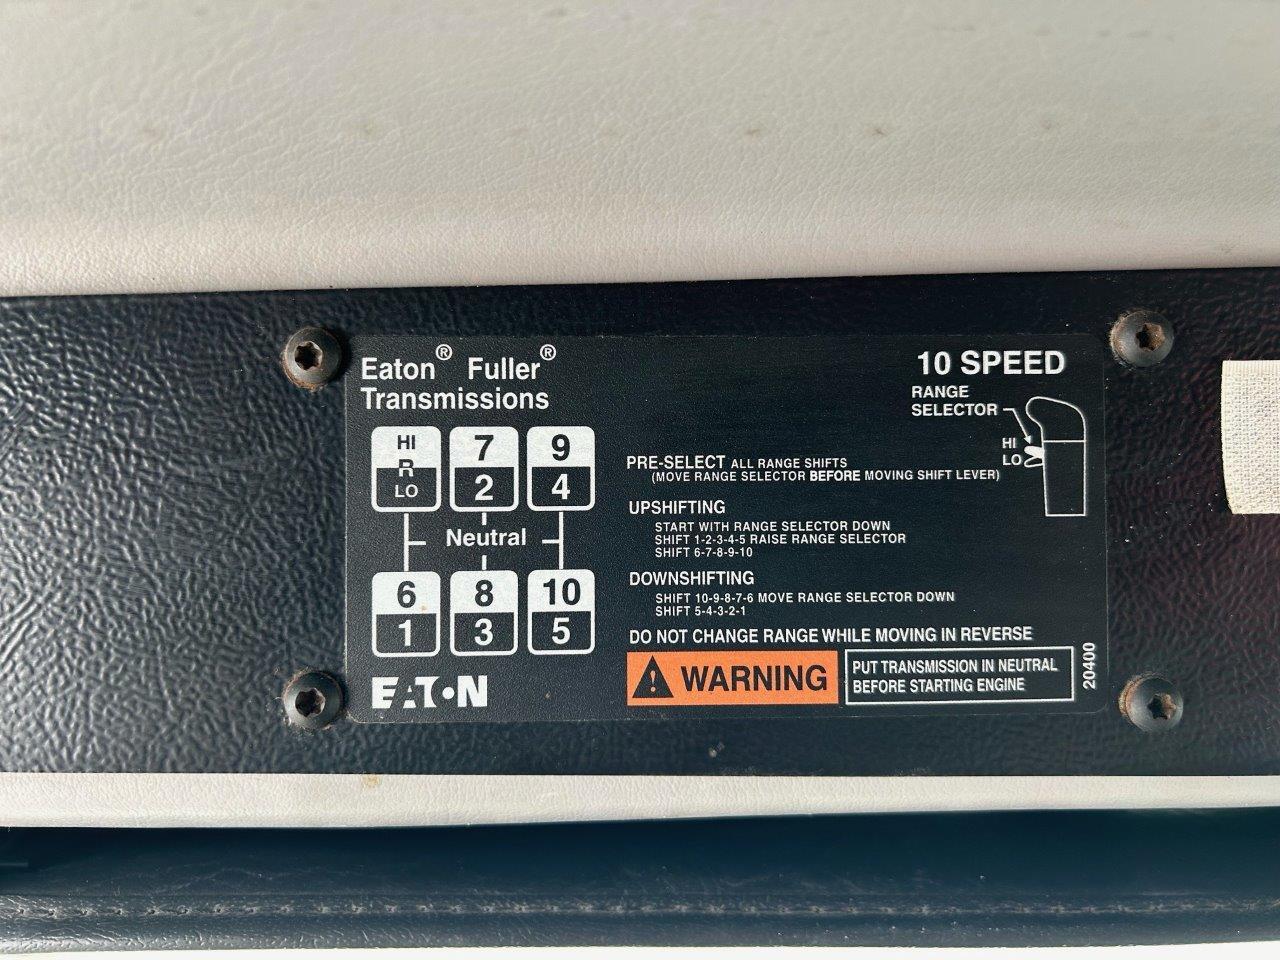 Eaton® Fuller®
Transmissions
10 SPEED
RANGE
SELECTOR
HI
LO
HI 7 9
R
LO 2 4
Neutral
6 8 10
1 3 5
EATON
PRE-SELECT ALL RANGE SHIFTS
(MOVE RANGE SELECTOR BEFORE MOVING SHIFT LEVER)
UPSHIFTING
START WITH RANGE SELECTOR DOWN
SHIFT 1-2-3-4-5 RAISE RANGE SELECTOR
SHIFT 6-7-8-9-10
DOWNSHIFTING
SHIFT 10-9-8-7-6 MOVE RANGE SELECTOR DOWN
SHIFT 5-4-3-2-1
DO NOT CHANGE RANGE WHILE MOVING IN REVERSE
WARNING
PUT TRANSMISSION IN NEUTRAL
BEFORE STARTING ENGINE
20400